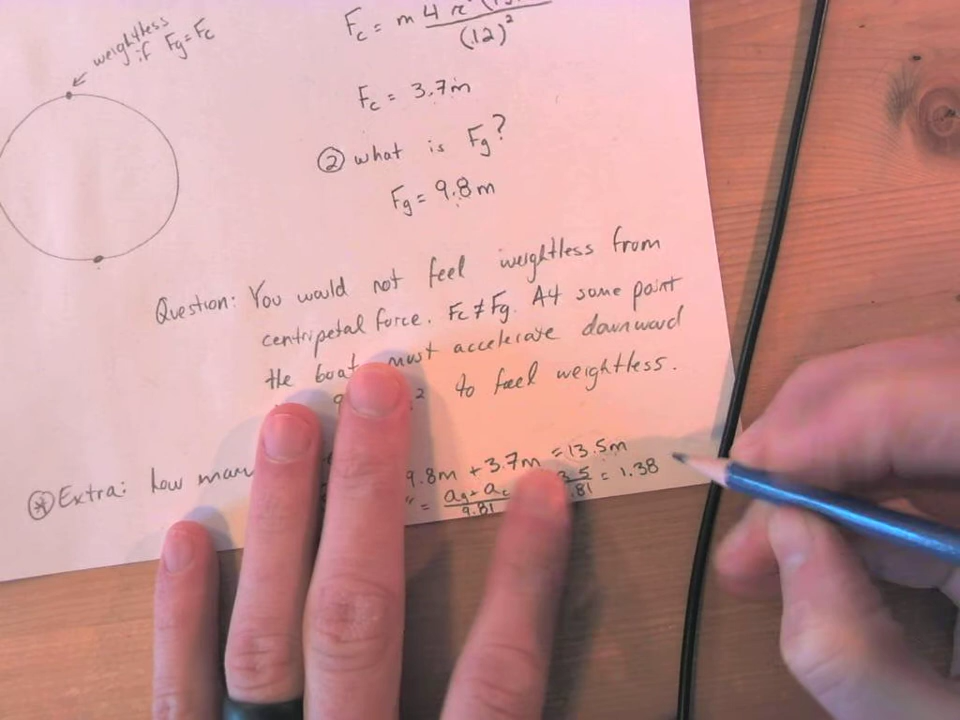 weightless
if Fg = Fc
Fc = m 4π
(12)²
Fc = 3.7m
② what is Fg?
Fg = 9.8m
Question: You would not feel weightless from
centripetal force. Fc ≠ Fg. At some point
the boat must accelerate downward
² to feel weightless.
⊛ Extra: how man 9.8m + 3.7m = 13.5m
" = ag + ac / 9.81 = 1.38